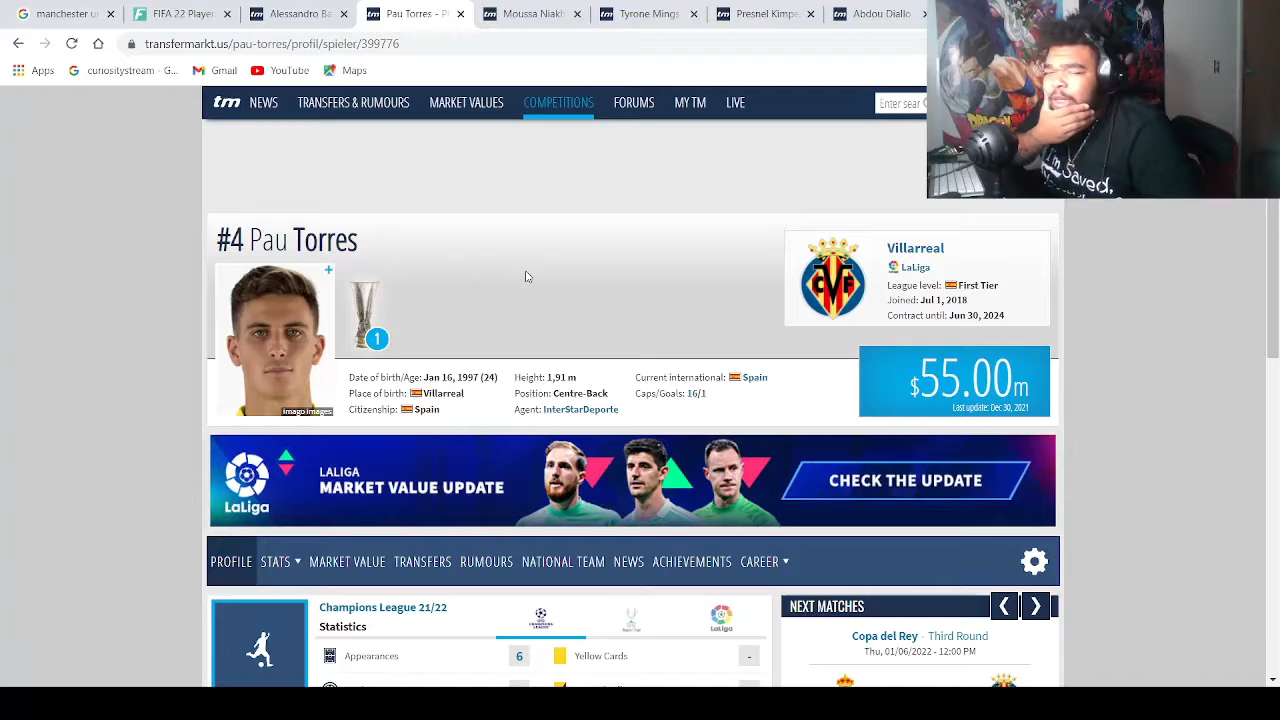 manchester u
FIFA 22 Player
Alessandro Ba
Pau Torres - P
Moussa Niakh
Tyrone Mings
Presnel Kimpe
Abdou Diallo
transfermarkt.us/pau-torres/profil/spieler/399776
Apps
curiositystream - G...
Gmail
YouTube
Maps
tm NEWS TRANSFERS & RUMOURS MARKET VALUES COMPETITIONS FORUMS MY TM LIVE
Enter sear
I'm Saved,
#4 Pau Torres
1
imago images
Villarreal
LaLiga
League level: First Tier
Joined: Jul 1, 2018
Contract until: Jun 30, 2024
Date of birth/Age: Jan 16, 1997 (24)
Place of birth: Villarreal
Citizenship: Spain
Height: 1,91 m
Position: Centre-Back
Agent: InterStarDeporte
Current international: Spain
Caps/Goals: 16/1
$55.00m
Last update: Dec 30, 2021
LaLiga
LALIGA
MARKET VALUE UPDATE
CHECK THE UPDATE
PROFILE STATS MARKET VALUE TRANSFERS RUMOURS NATIONAL TEAM NEWS ACHIEVEMENTS CAREER
Champions League 21/22
Statistics
Appearances 6 Yellow Cards -
NEXT MATCHES
Copa del Rey - Third Round
Thu, 01/06/2022 - 12:00 PM